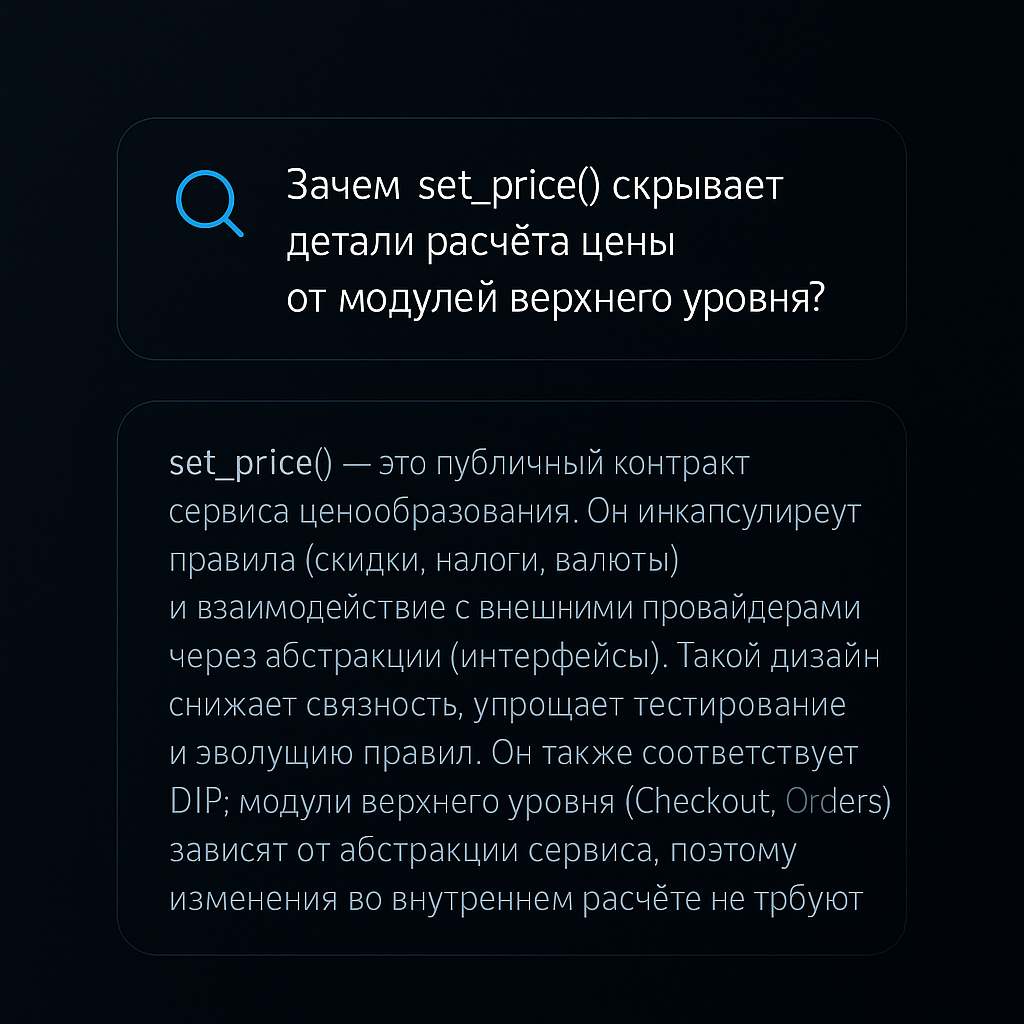 Зачем set_price() скрывает
детали расчёта цены
от модулей верхнего уровня?
set_price() — это публичный контракт
сервиса ценообразования. Он инкапсулиреут
правила (скидки, налоги, валюты)
и взаимодействие с внешними провайдерами
через абстракции (интерфейсы). Такой дизайн
снижает связность, упрощает тестирование
и эволущию правил. Он также соответствует
DIP; модули верхнего уровня (Checkout, Orders)
зависят от абстракции сервиса, поэтому
изменения во внутреннем расчёте не трбуют